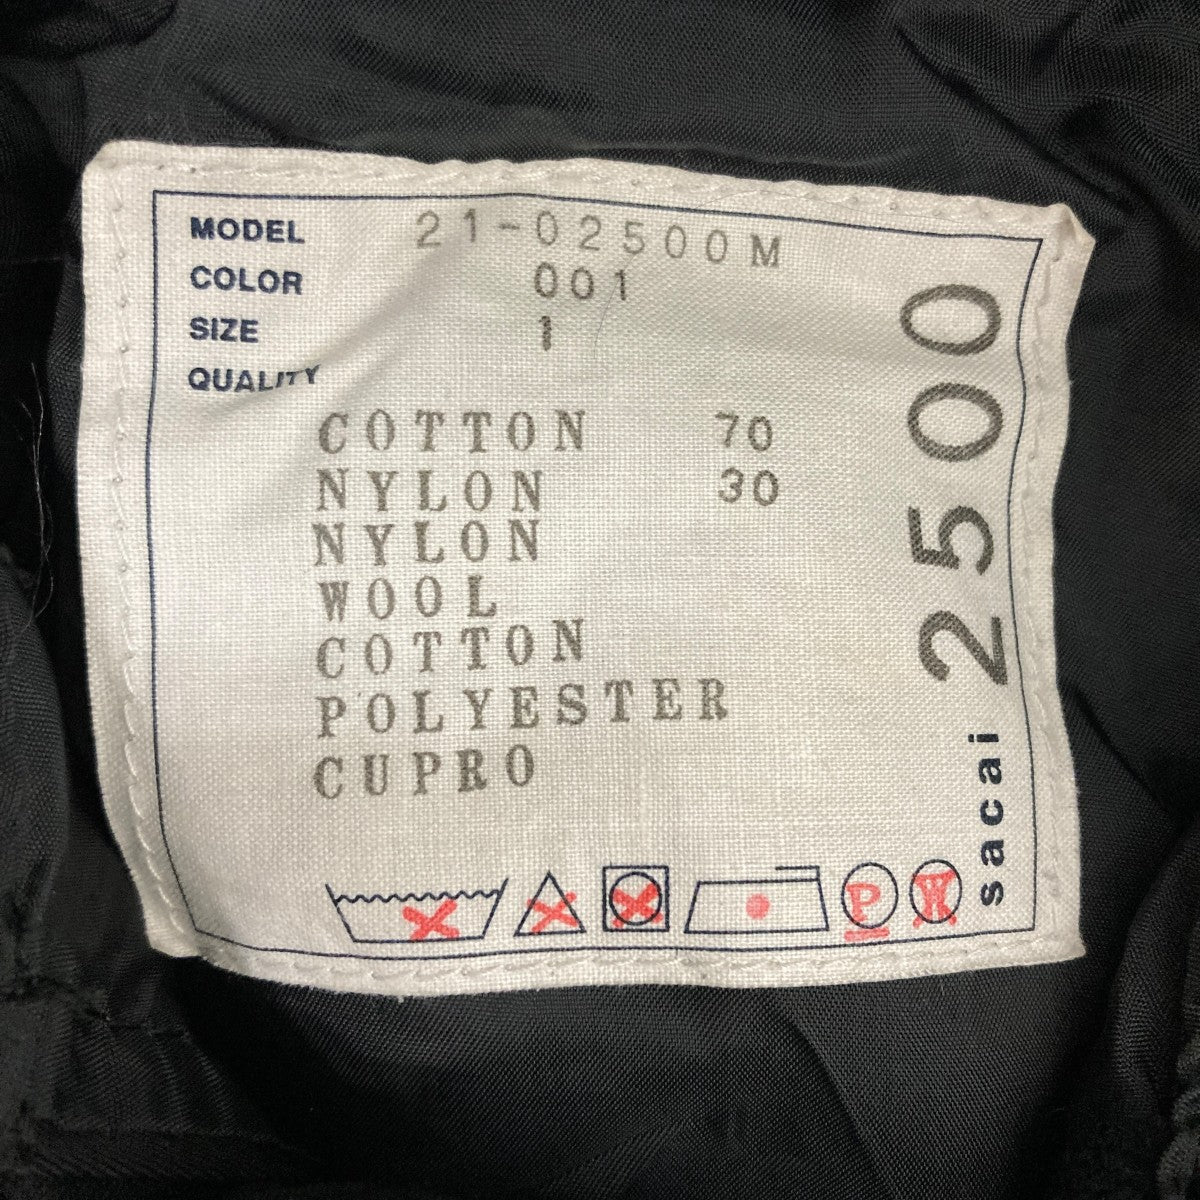 MODEL 21-02500M
COLOR 001
SIZE 1
QUALITY
COTTON 70
NYLON 30
NYLON
WOOL
COTTON
POLYESTER
CUPRO
P W
sacai 2500